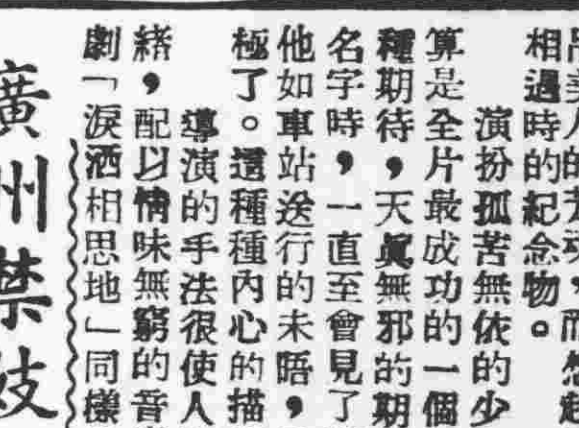 相過時的紀念物。
演扮孤苦無依的少
算是全片最成功的一個
種期待，天眞無邪的期
名字時，一直至會見了
他如車站送行的未晤，
極了。這種種內心的描
導演的手法很使人
緒，配以情味無窮的音
劇「淚洒相思地」同樣
廣州禁妓